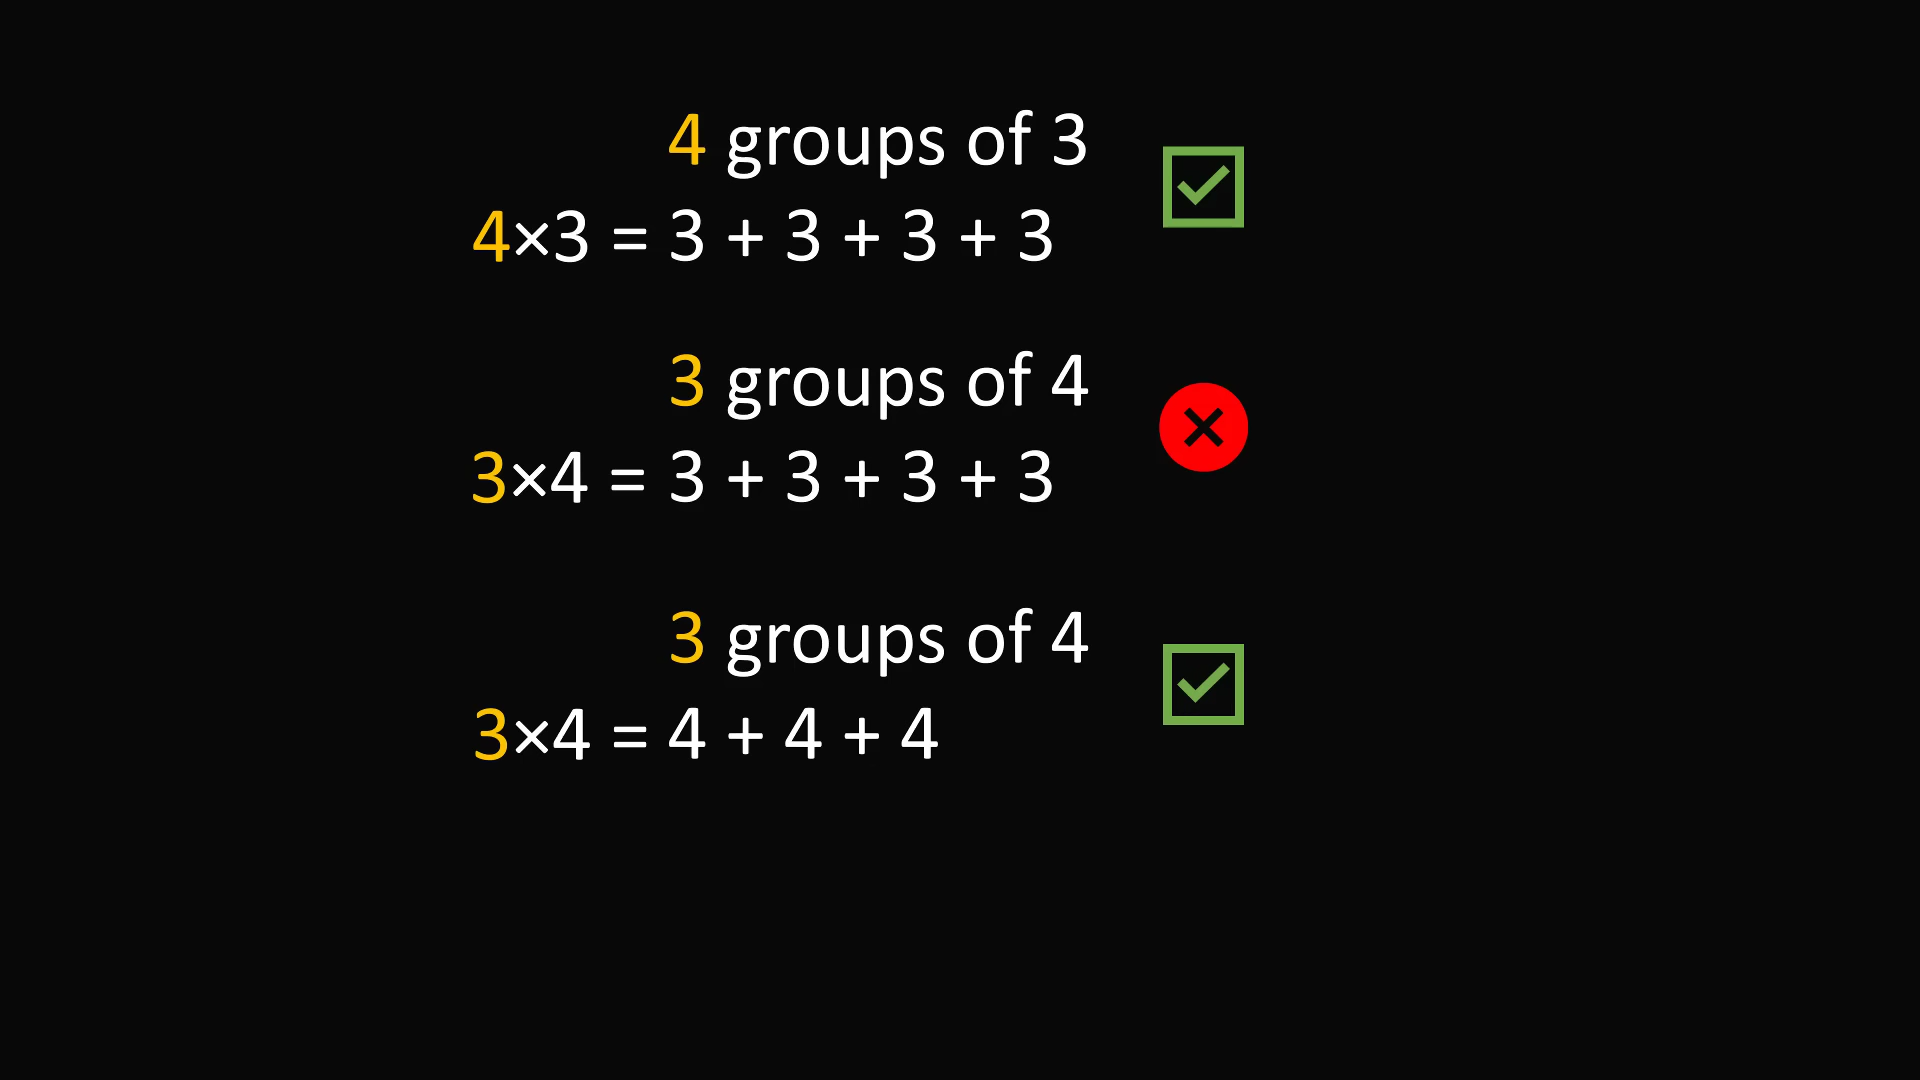 4 groups of 3
4×3 = 3 + 3 + 3 + 3
3 groups of 4
3×4 = 3 + 3 + 3 + 3
3 groups of 4
3×4 = 4 + 4 + 4